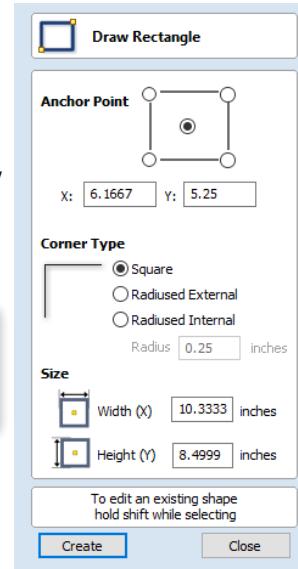 Draw Rectangle
Anchor Point
X: 6.1667 Y: 5.25
Corner Type
Square
Radiused External
Radiused Internal
Radius 0.25 inches
Size
Width (X) 10.3333 inches
Height (Y) 8.4999 inches
To edit an existing shape
hold shift while selecting
Create Close